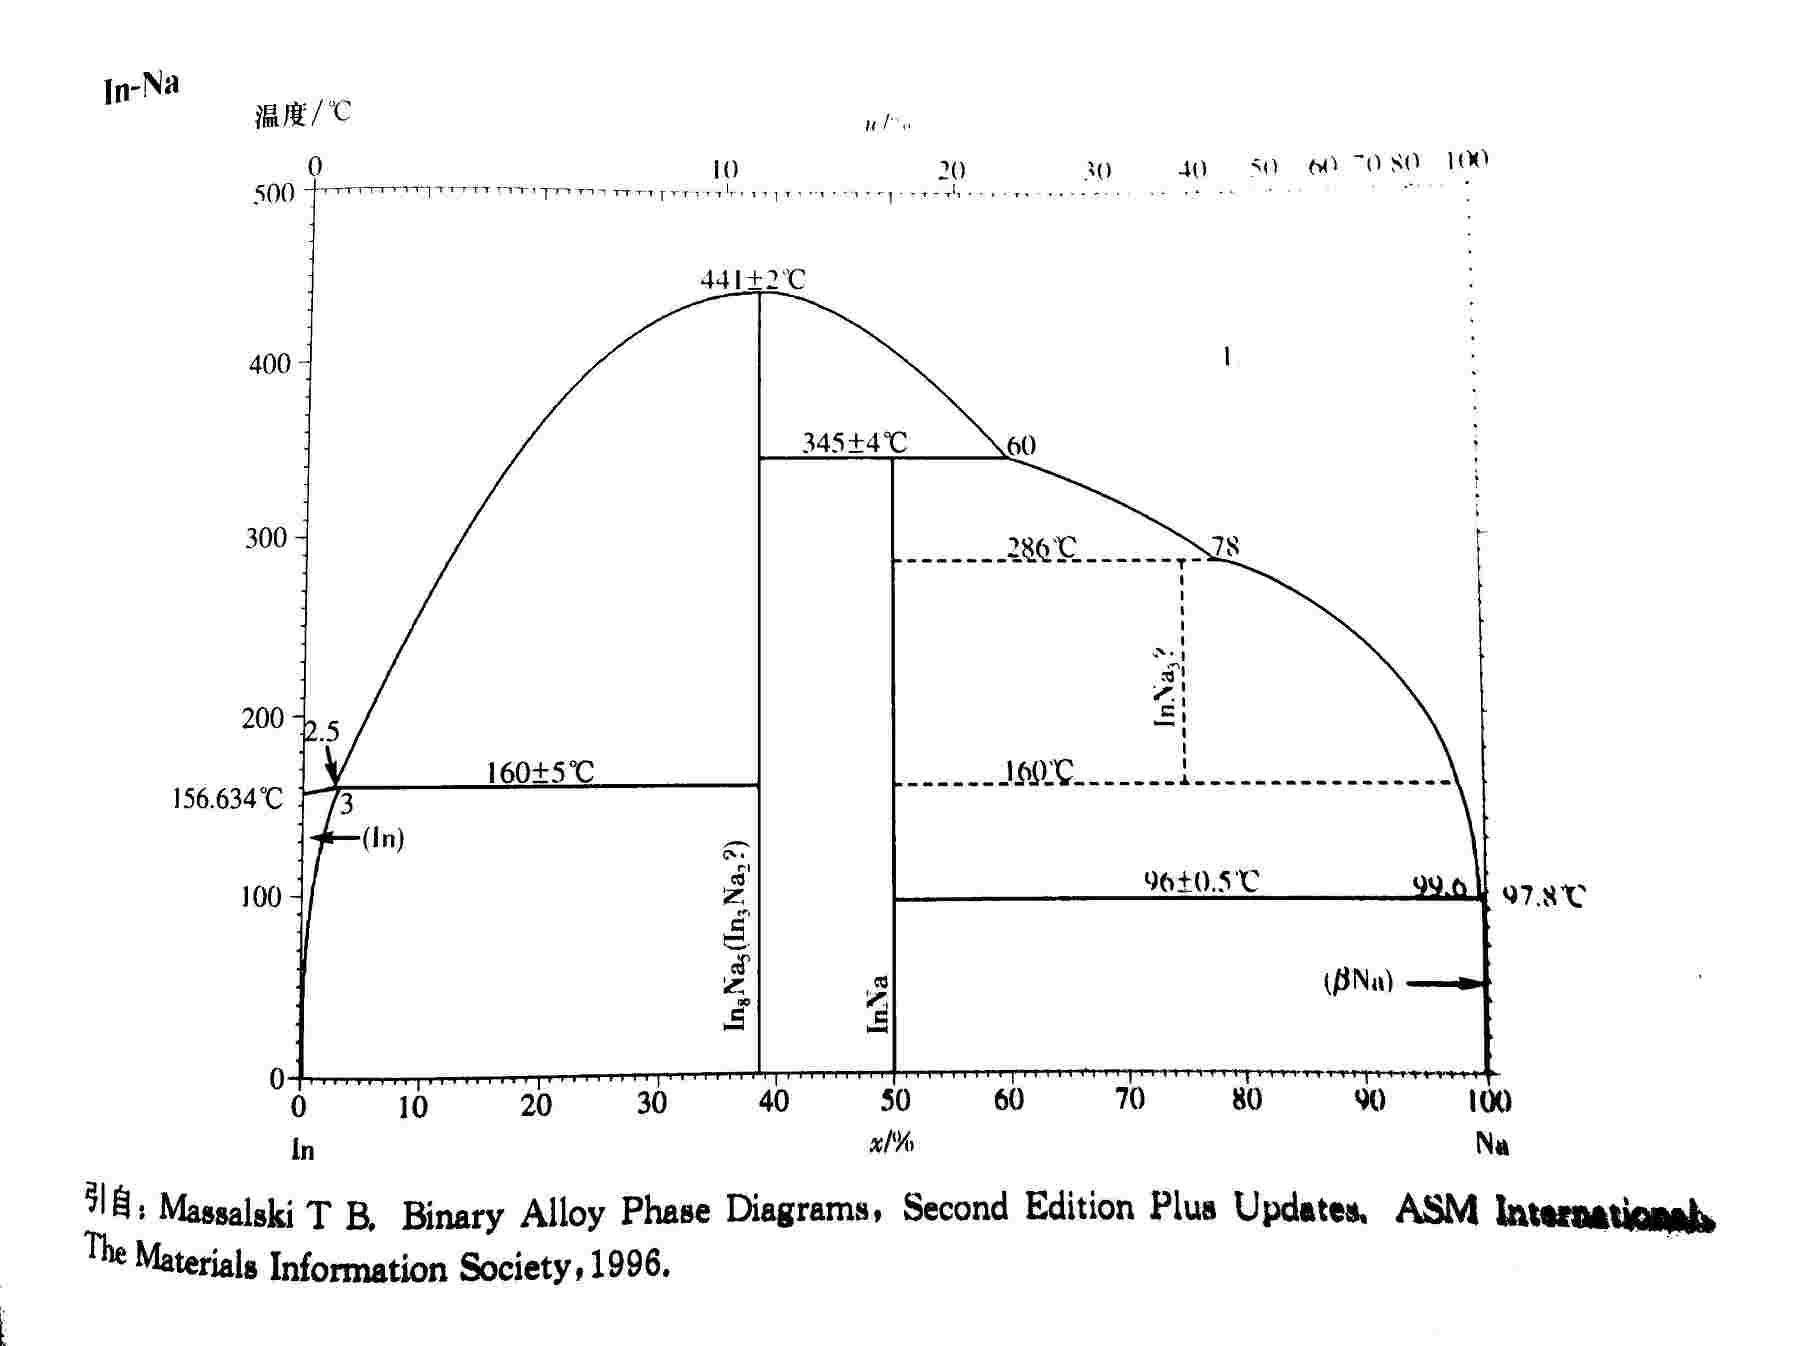 In-Na
温度/℃
0 10 20 30 40 50 60 70 80 100
500
441±2℃
400
345±4℃ 60
300
286℃ 78
InNa₃?
200
2.5
160±5℃ 160℃
156.634℃ 3
(In)
100
96±0.5℃ 99.6 97.8℃
In₈Na₅(In₃Na₂?)
InNa
(βNa)
0
0 10 20 30 40 50 60 70 80 90 100
In x/% Na
引自: Massalski T B. Binary Alloy Phase Diagrams, Second Edition Plus Updates. ASM International.
The Materials Information Society, 1996.